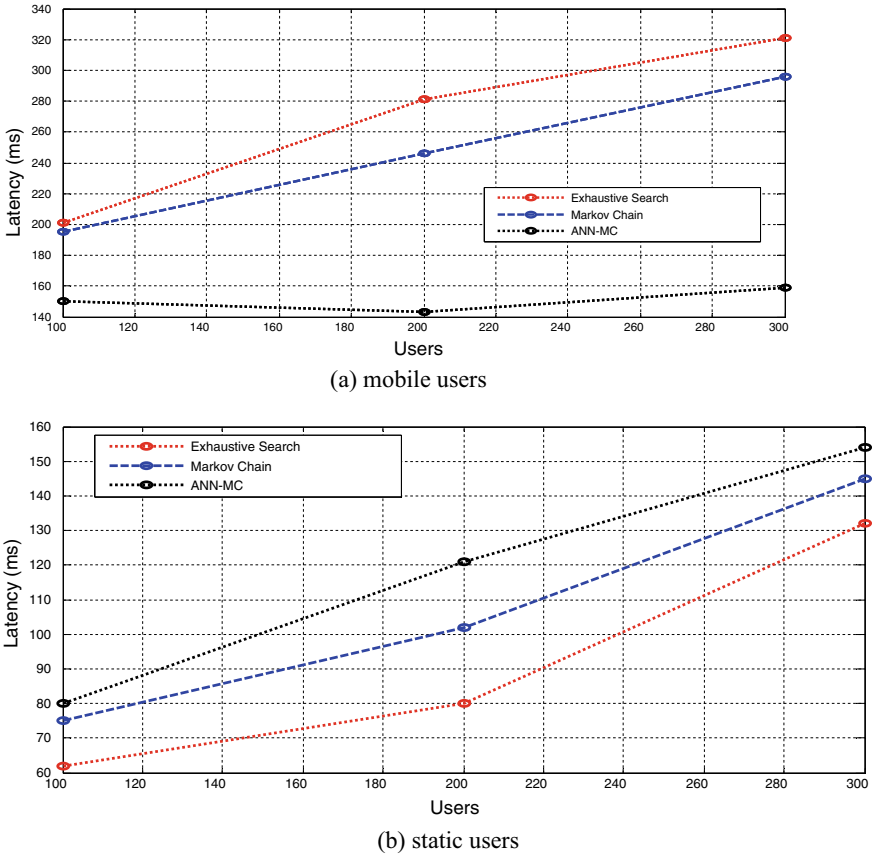 340
320
300
280
260
240
220
200
180
160
140
Latency (ms)
Exhaustive Search
Markov Chain
ANN-MC
100 120 140 160 180 200 220 240 260 280 300
Users
(a) mobile users
160
150
140
130
120
110
100
90
80
70
60
Latency (ms)
Exhaustive Search
Markov Chain
ANN-MC
100 120 140 160 180 200 220 240 260 280 300
Users
(b) static users